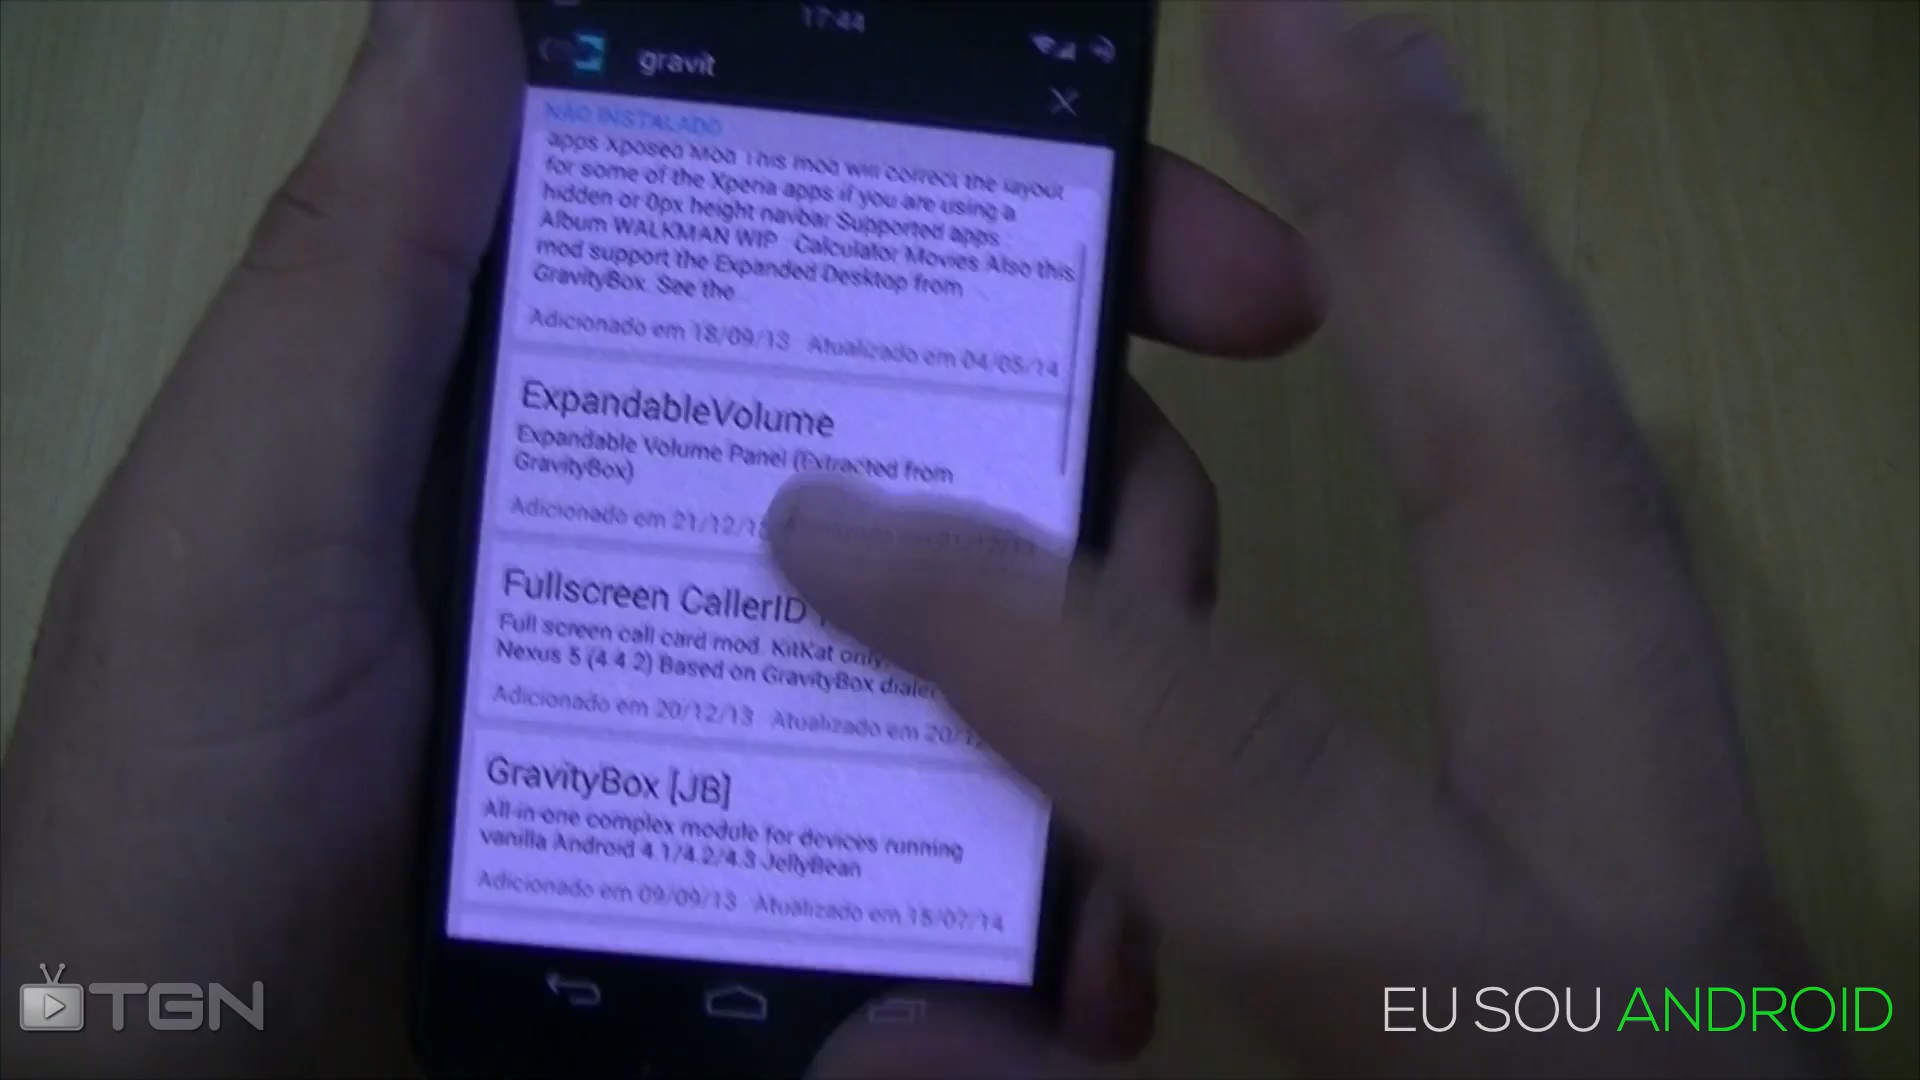 17:44
gravit
NÃO INSTALADO
apps Xposed Mod This mod will correct the layout
for some of the Xperia apps if you are using a
hidden or 0px height navbar Supported apps :
Album WALKMAN WIP : Calculator Movies Also this
mod support the Expanded Desktop from
GravityBox. See the
Adicionado em 18/09/13 Atualizado em 04/05/14
ExpandableVolume
Expandable Volume Panel (Extracted from
GravityBox)
Adicionado em 21/12/13
Fullscreen CallerID
Full screen call card mod. KitKat only.
Nexus 5 (4 4 2) Based on GravityBox dialer
Adicionado em 20/12/13 Atualizado em 20/12
GravityBox [JB]
All-in-one complex module for devices running
vanilla Android 4.1/4.2/4.3 JellyBean
Adicionado em 09/09/13 Atualizado em 15/07/14
TGN
EU SOU ANDROID